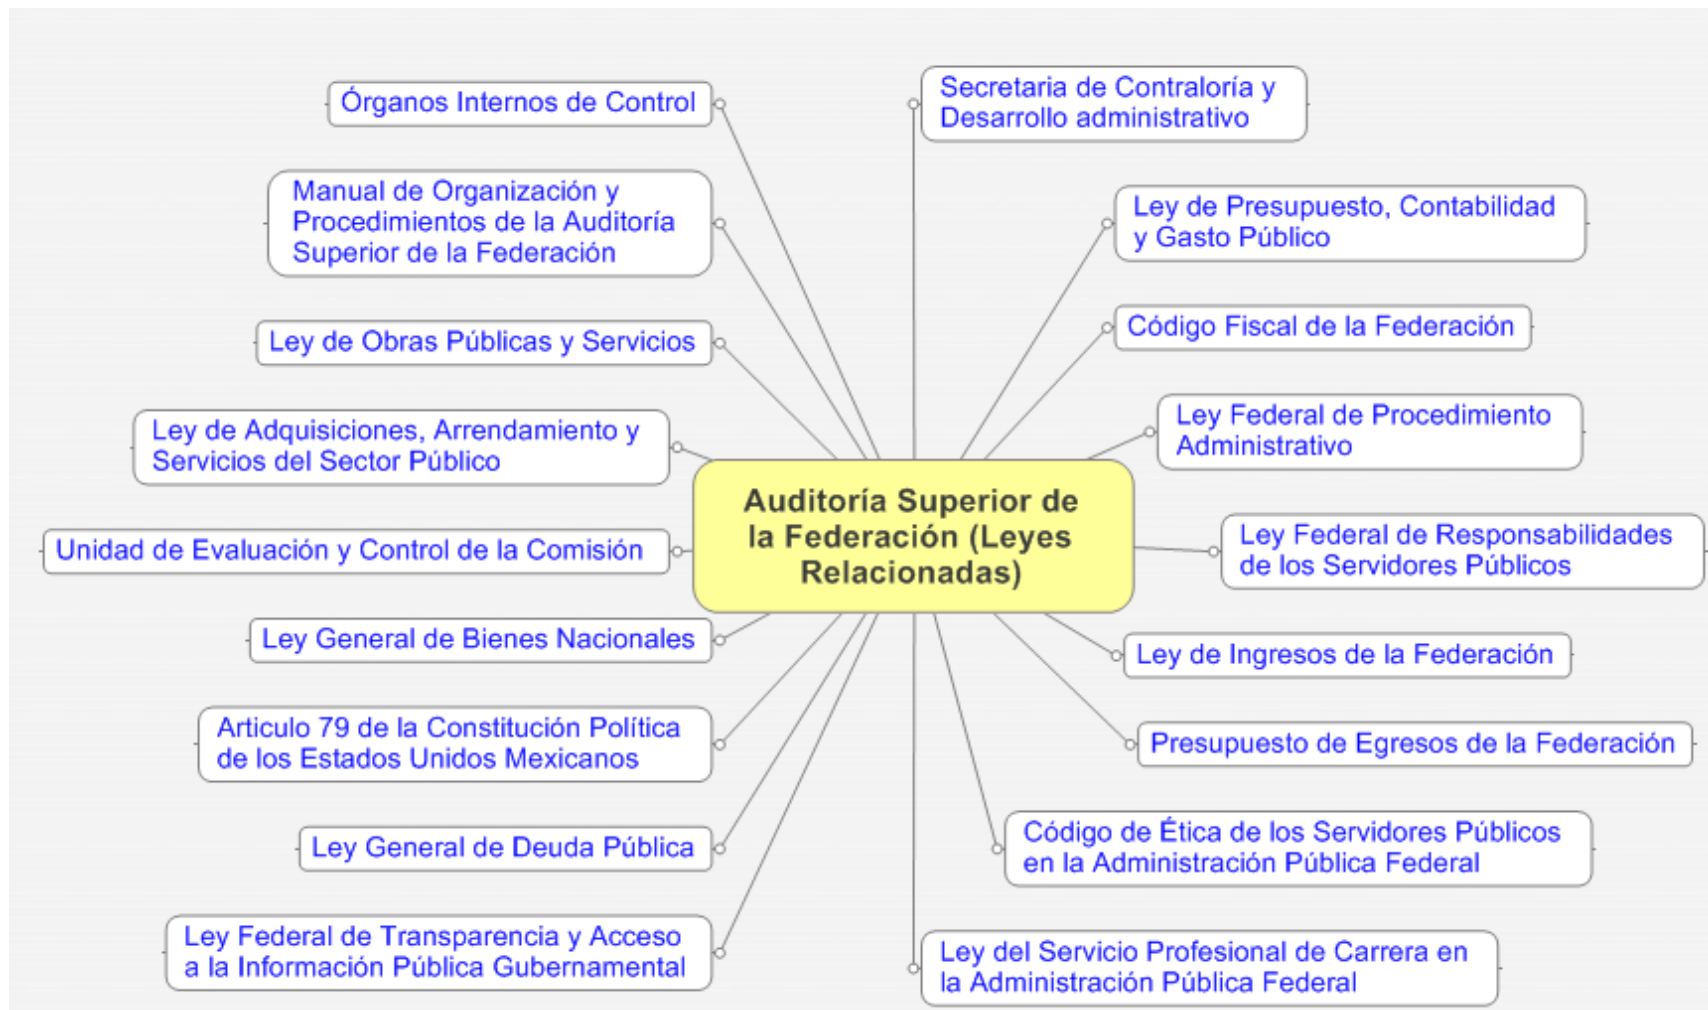 Órganos Internos de Control
Manual de Organización y
Procedimientos de la Auditoría
Superior de la Federación
Ley de Obras Públicas y Servicios
Ley de Adquisiciones, Arrendamiento y
Servicios del Sector Público
Unidad de Evaluación y Control de la Comisión
Ley General de Bienes Nacionales
Articulo 79 de la Constitución Política
de los Estados Unidos Mexicanos
Ley General de Deuda Pública
Ley Federal de Transparencia y Acceso
a la Información Pública Gubernamental
Auditoría Superior de
la Federación (Leyes
Relacionadas)
Secretaria de Contraloría y
Desarrollo administrativo
Ley de Presupuesto, Contabilidad
y Gasto Público
Código Fiscal de la Federación
Ley Federal de Procedimiento
Administrativo
Ley Federal de Responsabilidades
de los Servidores Públicos
Ley de Ingresos de la Federación
Presupuesto de Egresos de la Federación
Código de Ética de los Servidores Públicos
en la Administración Pública Federal
Ley del Servicio Profesional de Carrera en
la Administración Pública Federal